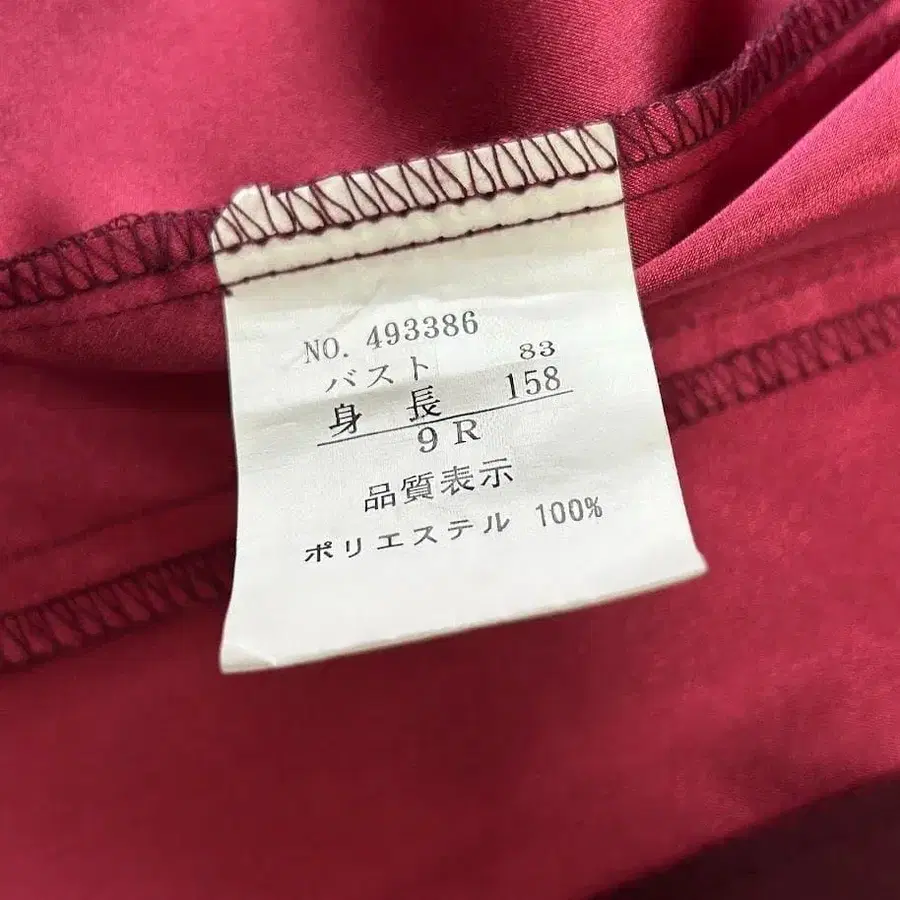 NO. 493386
バスト 83
身 長 158
9R
品質表示
ポリエステル 100%